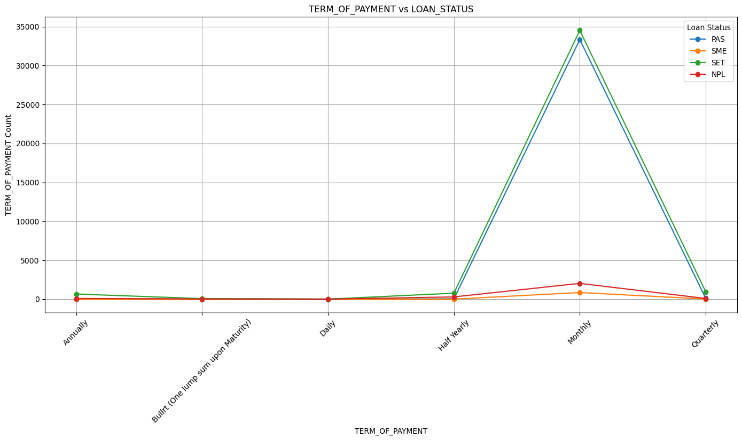 TERM_OF_PAYMENT vs LOAN_STATUS
35000
30000
25000
20000
15000
10000
5000
0
TERM_OF_PAYMENT Count
Loan Status
PAS
SME
SET
NPL
Annually
Bullrt (One lump sum upon Maturity)
Daily
Half Yearly
Monthly
Quarterly
TERM_OF_PAYMENT